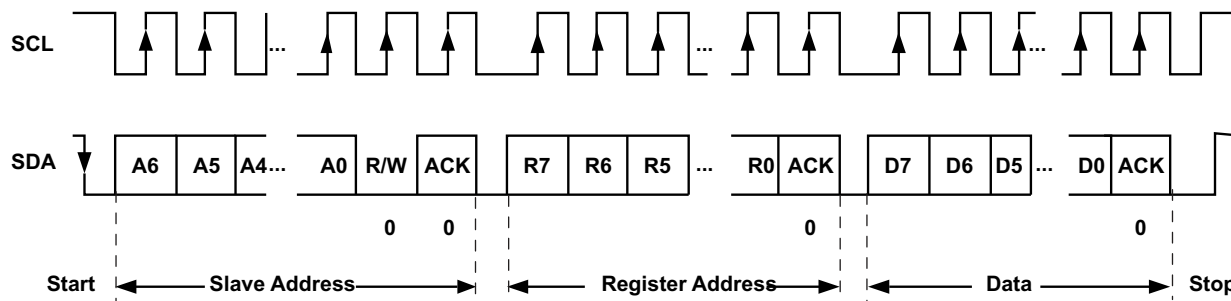 SCL
...
...
...
SDA
A6 A5 A4... A0 R/W ACK R7 R6 R5 ... R0 ACK D7 D6 D5 ... D0 ACK
0 0 0 0
Start Slave Address Register Address Data Stop